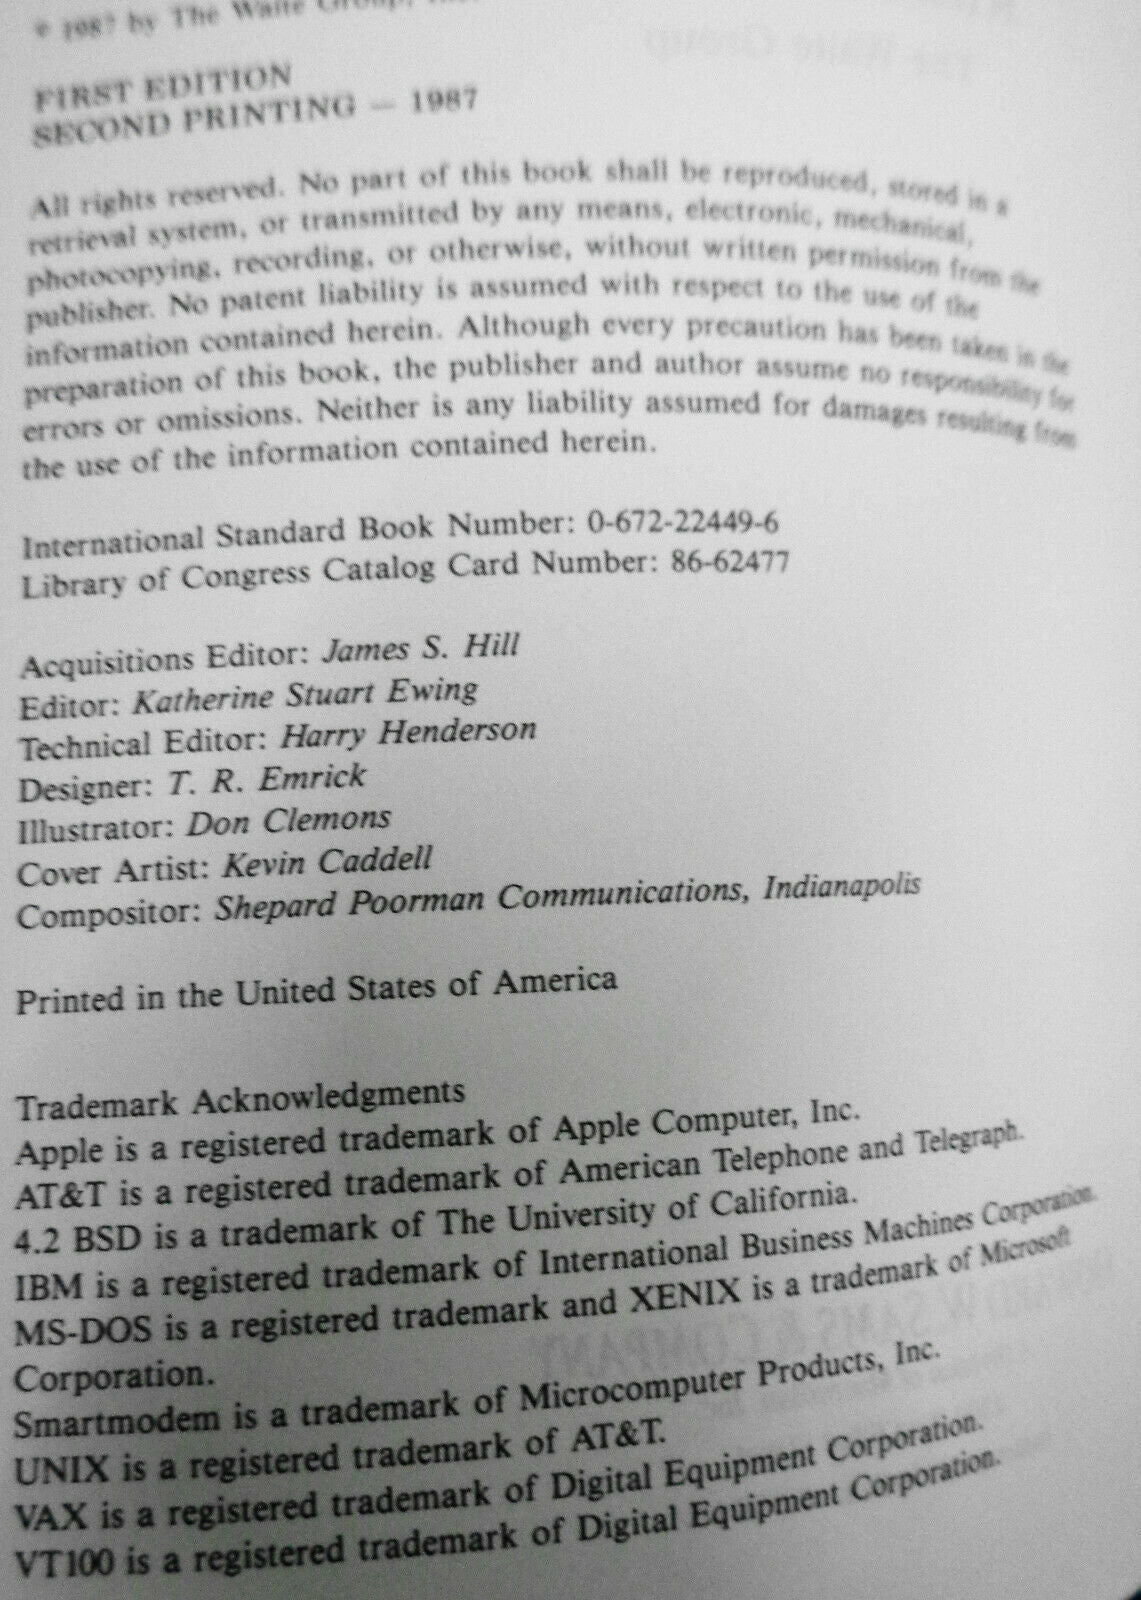 © 1987 by The Waite Group, Inc.
FIRST EDITION
SECOND PRINTING — 1987
All rights reserved. No part of this book shall be reproduced, stored in a
retrieval system, or transmitted by any means, electronic, mechanical,
photocopying, recording, or otherwise, without written permission from the
publisher. No patent liability is assumed with respect to the use of the
information contained herein. Although every precaution has been taken in the
preparation of this book, the publisher and author assume no responsibility for
errors or omissions. Neither is any liability assumed for damages resulting from
the use of the information contained herein.
International Standard Book Number: 0-672-22449-6
Library of Congress Catalog Card Number: 86-62477
Acquisitions Editor: James S. Hill
Editor: Katherine Stuart Ewing
Technical Editor: Harry Henderson
Designer: T. R. Emrick
Illustrator: Don Clemons
Cover Artist: Kevin Caddell
Compositor: Shepard Poorman Communications, Indianapolis
Printed in the United States of America
Trademark Acknowledgments
Apple is a registered trademark of Apple Computer, Inc.
AT&T is a registered trademark of American Telephone and Telegraph.
4.2 BSD is a trademark of The University of California.
IBM is a registered trademark of International Business Machines Corporation.
MS-DOS is a registered trademark and XENIX is a trademark of Microsoft
Corporation.
Smartmodem is a trademark of Microcomputer Products, Inc.
UNIX is a registered trademark of AT&T.
VAX is a registered trademark of Digital Equipment Corporation.
VT100 is a registered trademark of Digital Equipment Corporation.